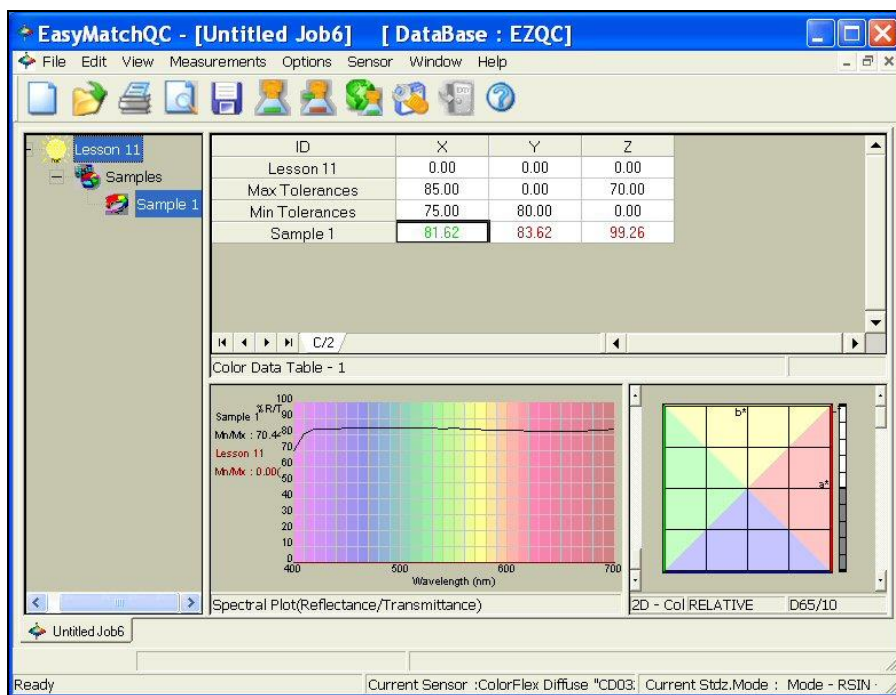 EasyMatchQC - [Untitled Job6] [ DataBase : EZQC]
File Edit View Measurements Options Sensor Window Help
Lesson 11
Samples
Sample 1
ID X Y Z
Lesson 11 0.00 0.00 0.00
Max Tolerances 85.00 0.00 70.00
Min Tolerances 75.00 80.00 0.00
Sample 1 81.62 83.62 99.26
C/2
Color Data Table - 1
% R/T
100
90
80
70
60
50
40
30
20
10
0
Sample 1
Mn/Mx : 70.4
Lesson 11
Mn/Mx : 0.00(
400 500 600 700
Wavelength (nm)
Spectral Plot(Reflectance/Transmittance)
b*
a*
2D - Col RELATIVE D65/10
Untitled Job6
Ready Current Sensor :ColorFlex Diffuse "CD03 Current Stdz.Mode : Mode - RSIN -